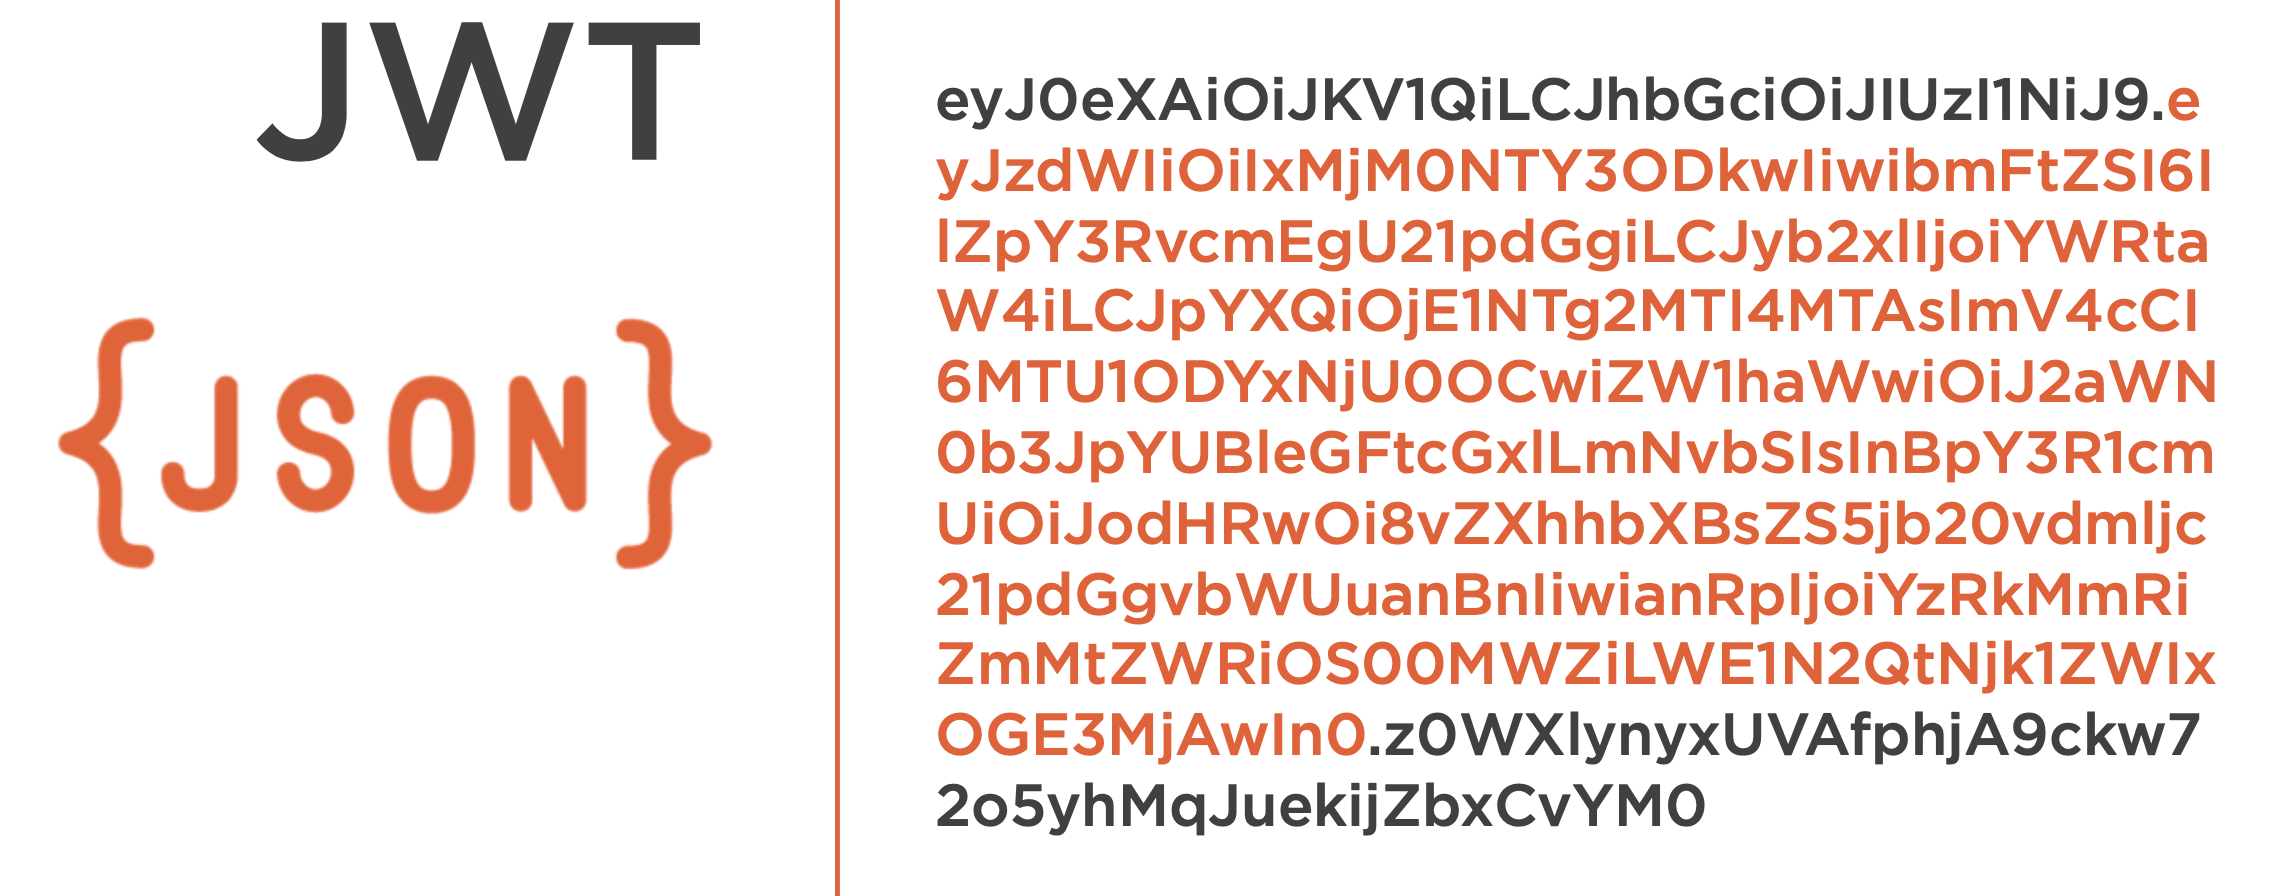 JWT
{JSON}
eyJ0eXAiOiJKV1QiLCJhbGciOiJIUzI1NiJ9.e
yJzdWIiOiIxMjM0NTY3ODkwIiwibmFtZSI6I
lZpY3RvcmEgU21pdGgiLCJyb2xlIjoiYWRta
W4iLCJpYXQiOjE1NTg2MTI4MTAsImV4cCI
6MTU1ODYxNjU0OCwiZW1haWwiOiJ2aWN
0b3JpYUBleGFtcGxlLmNvbSIsInBpY3R1cm
UiOiJodHRwOi8vZXhhbXBsZS5jb20vdmljc
21pdGgvbWUuanBnIiwianRpIjoiYzRkMmRi
ZmMtZWRiOS00MWZiLWE1N2QtNjk1ZWIx
OGE3MjAwIn0.z0WXlynyxUVAfphjA9ckw7
2o5yhMqJuekijZbxCvYM0